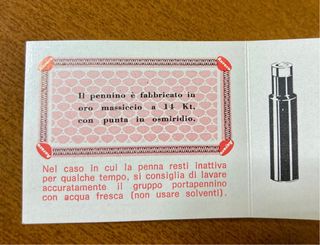 Il pennino è fabbricato in
oro massiccio a 14 Kt.
con punta in osmiridio.
Nel caso in cui la penna resti inattiva
per qualche tempo, si consiglia di lavare
accuratamente il gruppo portapennino
con acqua fresca (non usare solventi).